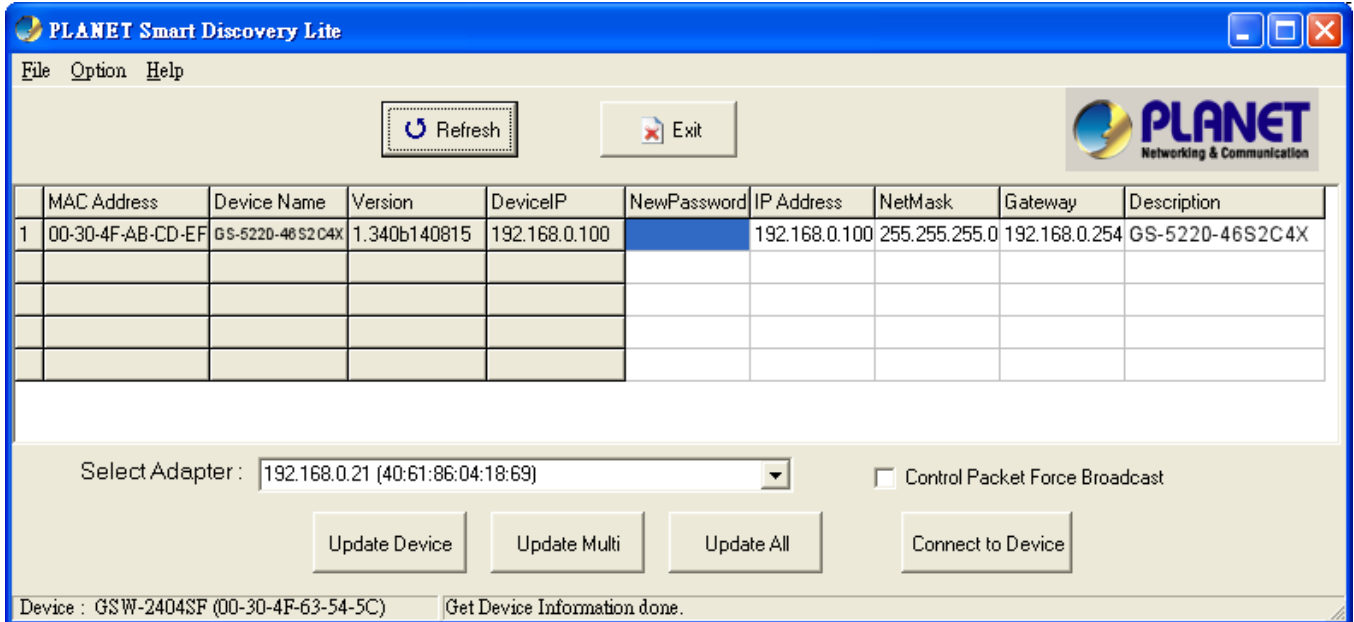 PLANET Smart Discovery Lite
File Option Help
Refresh Exit
PLANET
Networking & Communication
MAC Address Device Name Version DeviceIP NewPassword IP Address NetMask Gateway Description
1 00-30-4F-AB-CD-EF GS-5220-46S2C4X 1.340b140815 192.168.0.100 192.168.0.100 255.255.255.0 192.168.0.254 GS-5220-46S2C4X
Select Adapter : 192.168.0.21 (40:61:86:04:18:69) Control Packet Force Broadcast
Update Device Update Multi Update All Connect to Device
Device : GSW-2404SF (00-30-4F-63-54-5C) Get Device Information done.